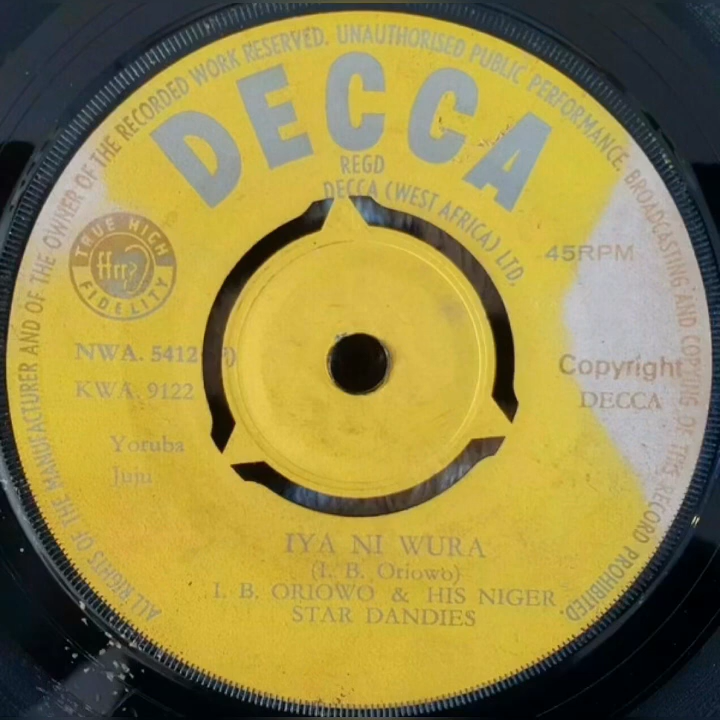 ALL RIGHTS OF THE MANUFACTURER AND OF THE OWNER OF THE RECORDED WORK RESERVED. UNAUTHORISED PUBLIC PERFORMANCE, BROADCASTING AND COPYING OF THIS RECORD PROHIBITED
DECCA
REGD
DECCA (WEST AFRICA) LTD.
TRUE HIGH
ffrr
FIDELITY
45RPM
NWA. 5412
KWA. 9122
Copyright
DECCA
Yoruba
Juju
IYA NI WURA
(I. B. Oriowo)
I. B. ORIOWO & HIS NIGER
STAR DANDIES